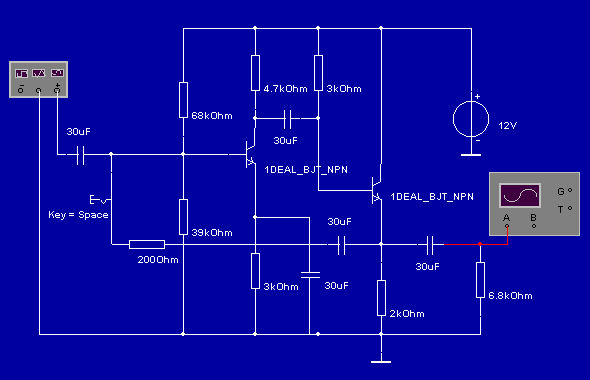 4.7kOhm
3kOhm
68kOhm
30uF
12V
30uF
1DEAL_BJT_NPN
1DEAL_BJT_NPN
G
T
A B
Key = Space
39kOhm
30uF
200Ohm
30uF
3kOhm
30uF
2kOhm
6.8kOhm